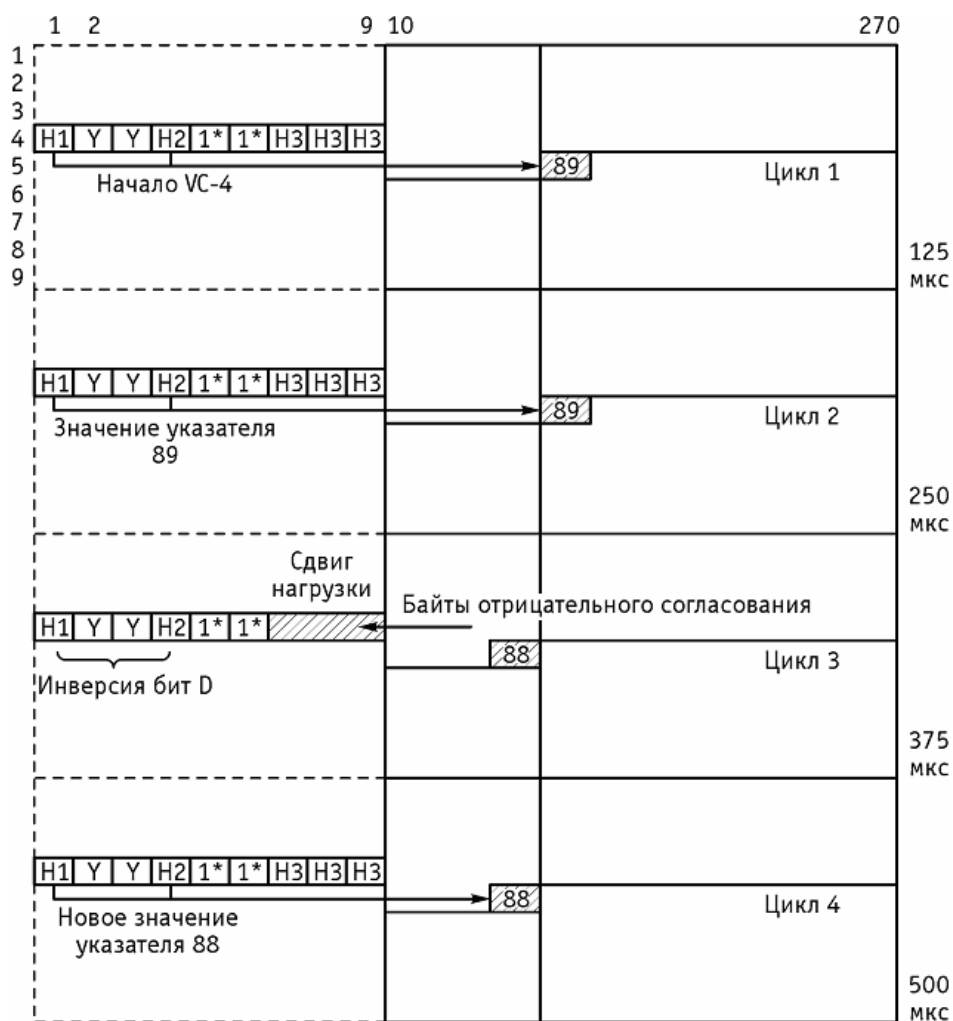 1 2 9 10 270
1
2
3
4 H1 Y Y H2 1* 1* H3 H3 H3
5 89 Цикл 1
Начало VC-4
6
7
8 125
9 мкс
H1 Y Y H2 1* 1* H3 H3 H3
89 Цикл 2
Значение указателя
89
250
мкс
Сдвиг
нагрузки
Байты отрицательного согласования
H1 Y Y H2 1* 1*
88 Цикл 3
Инверсия бит D
375
мкс
H1 Y Y H2 1* 1* H3 H3 H3
88 Цикл 4
Новое значение
указателя 88
500
мкс